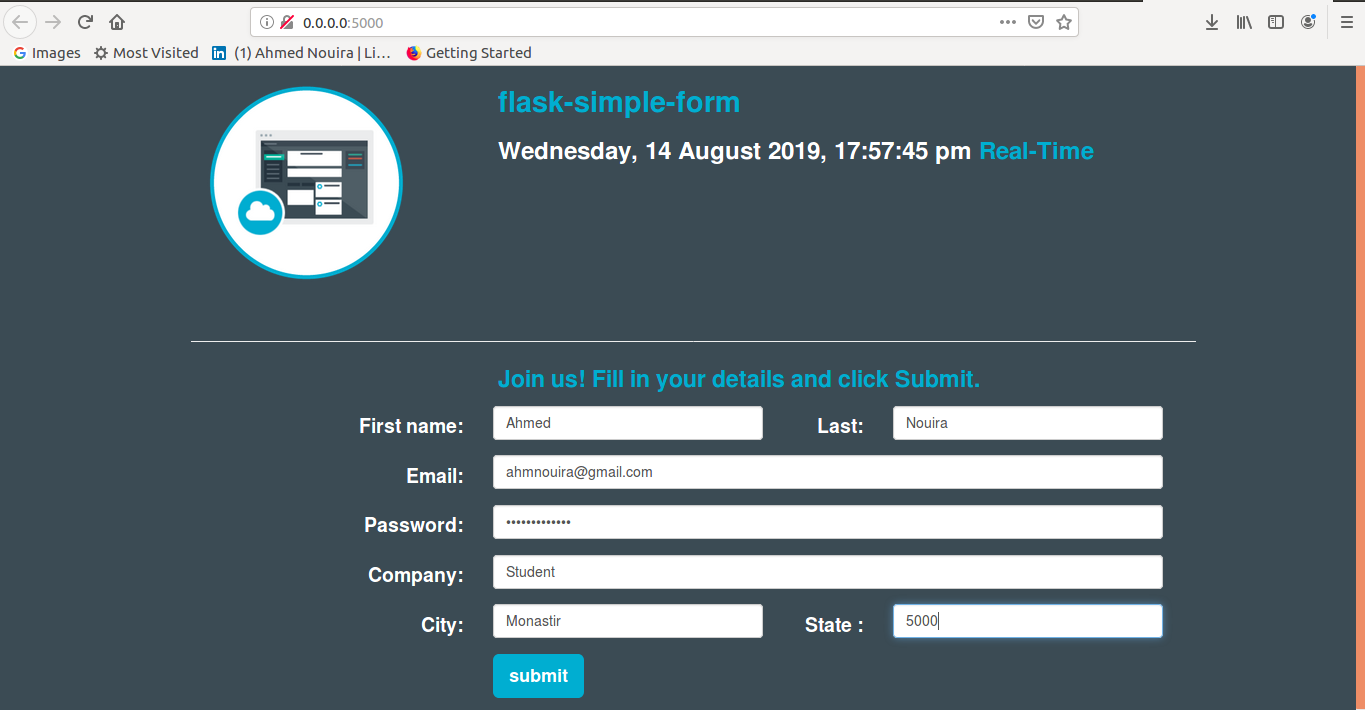 0.0.0.0:5000
Images Most Visited (1) Ahmed Nouira | Li... Getting Started
flask-simple-form
Wednesday, 14 August 2019, 17:57:45 pm Real-Time
Join us! Fill in your details and click Submit.
First name: Ahmed Last: Nouira
Email: ahmnouira@gmail.com
Password: •••••••••••••
Company: Student
City: Monastir State : 5000
submit